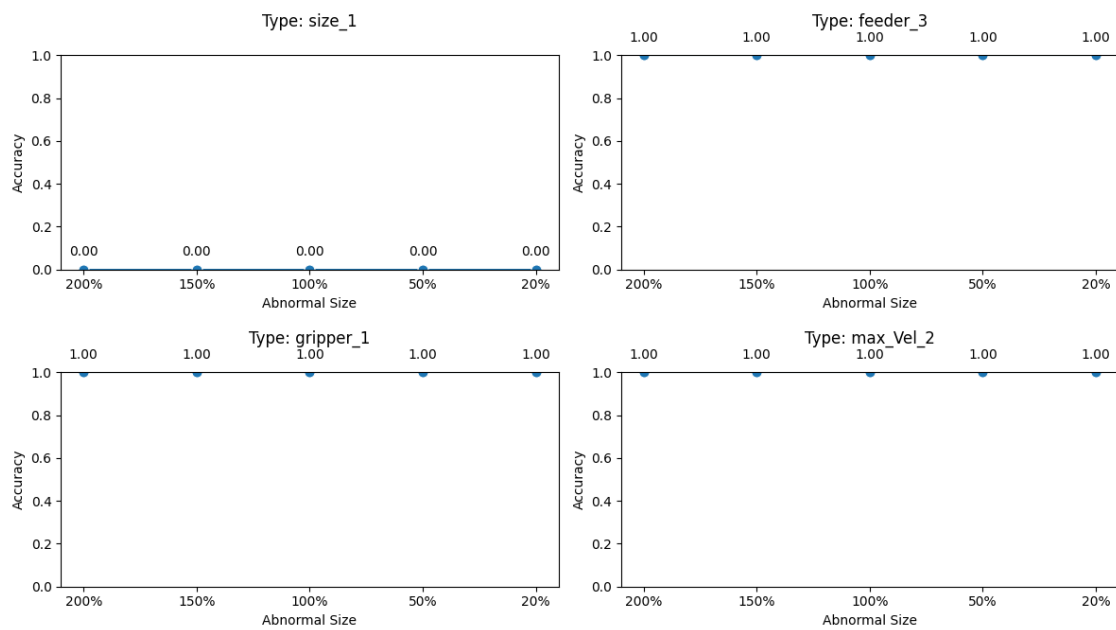 Type: size_1
0.00 0.00 0.00 0.00 0.00
Accuracy
1.0
0.8
0.6
0.4
0.2
0.0
200% 150% 100% 50% 20%
Abnormal Size
Type: feeder_3
1.00 1.00 1.00 1.00 1.00
Accuracy
1.0
0.8
0.6
0.4
0.2
0.0
200% 150% 100% 50% 20%
Abnormal Size
Type: gripper_1
1.00 1.00 1.00 1.00 1.00
Accuracy
1.0
0.8
0.6
0.4
0.2
0.0
200% 150% 100% 50% 20%
Abnormal Size
Type: max_Vel_2
1.00 1.00 1.00 1.00 1.00
Accuracy
1.0
0.8
0.6
0.4
0.2
0.0
200% 150% 100% 50% 20%
Abnormal Size